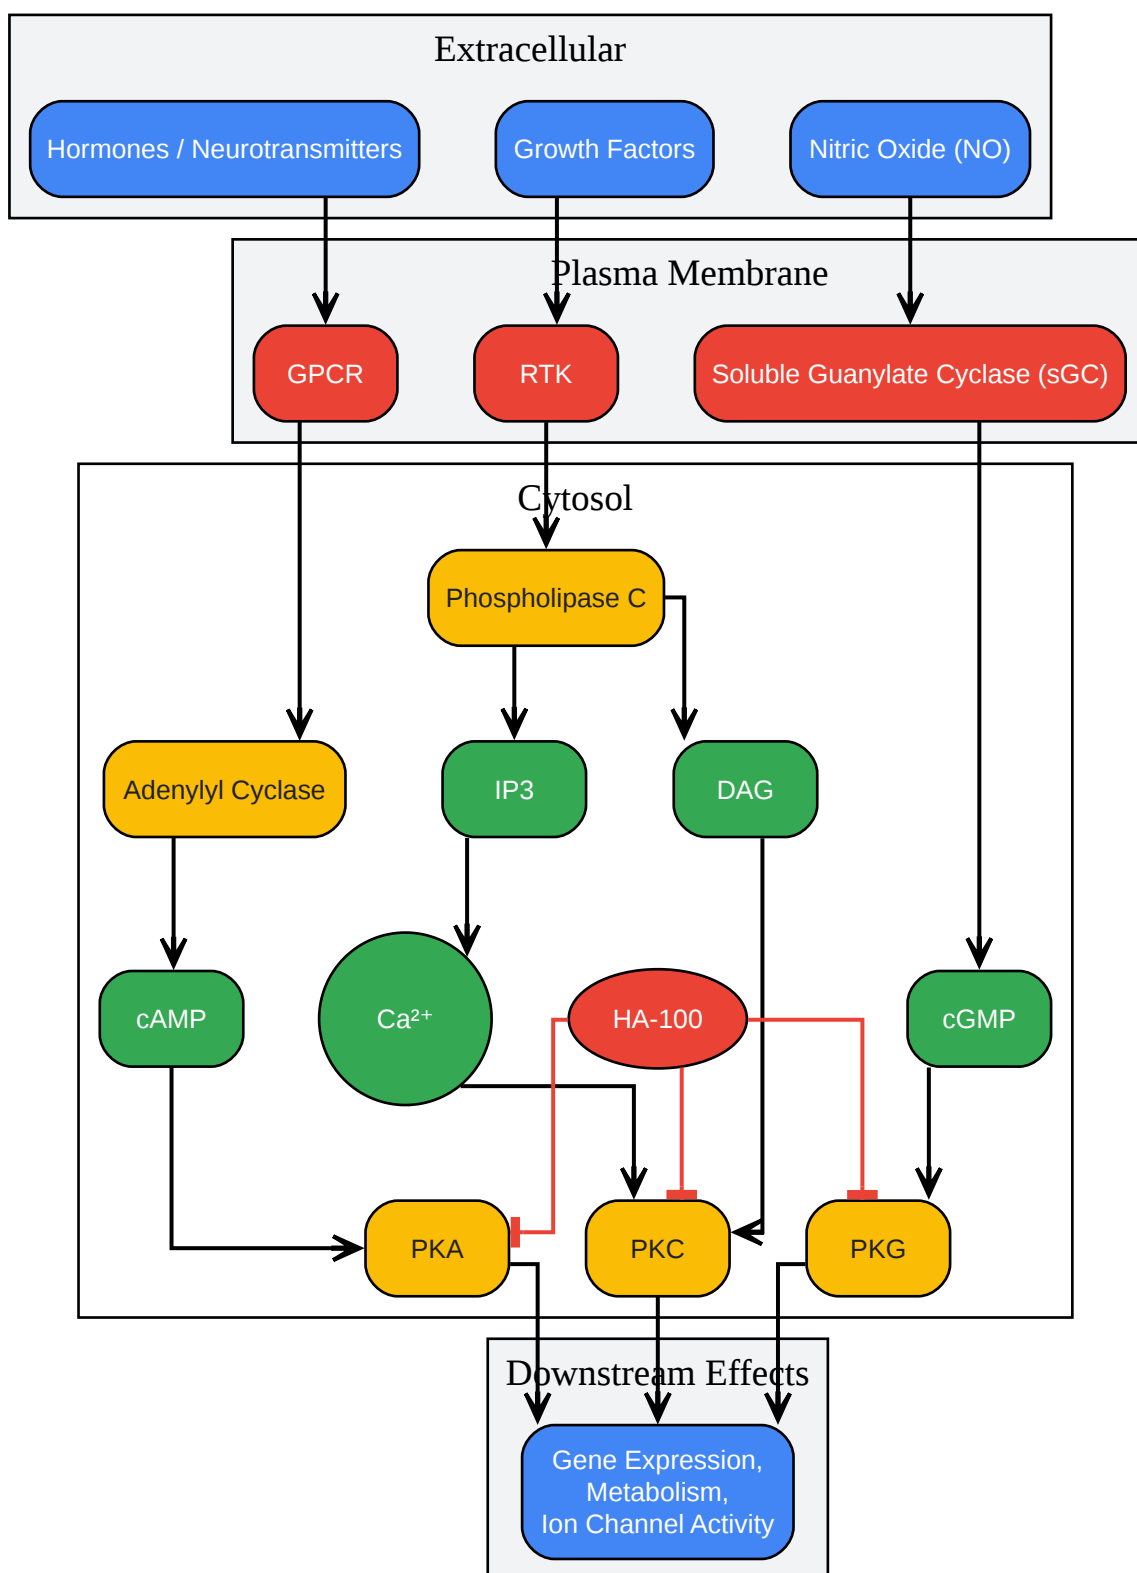 Extracellular
Hormones / Neurotransmitters
Growth Factors
Nitric Oxide (NO)
Plasma Membrane
GPCR
RTK
Soluble Guanylate Cyclase (sGC)
Cytosol
Phospholipase C
Adenylyl Cyclase
IP3
DAG
cAMP
Ca²⁺
HA-100
cGMP
PKA
PKC
PKG
Downstream Effects
Gene Expression,
Metabolism,
Ion Channel Activity